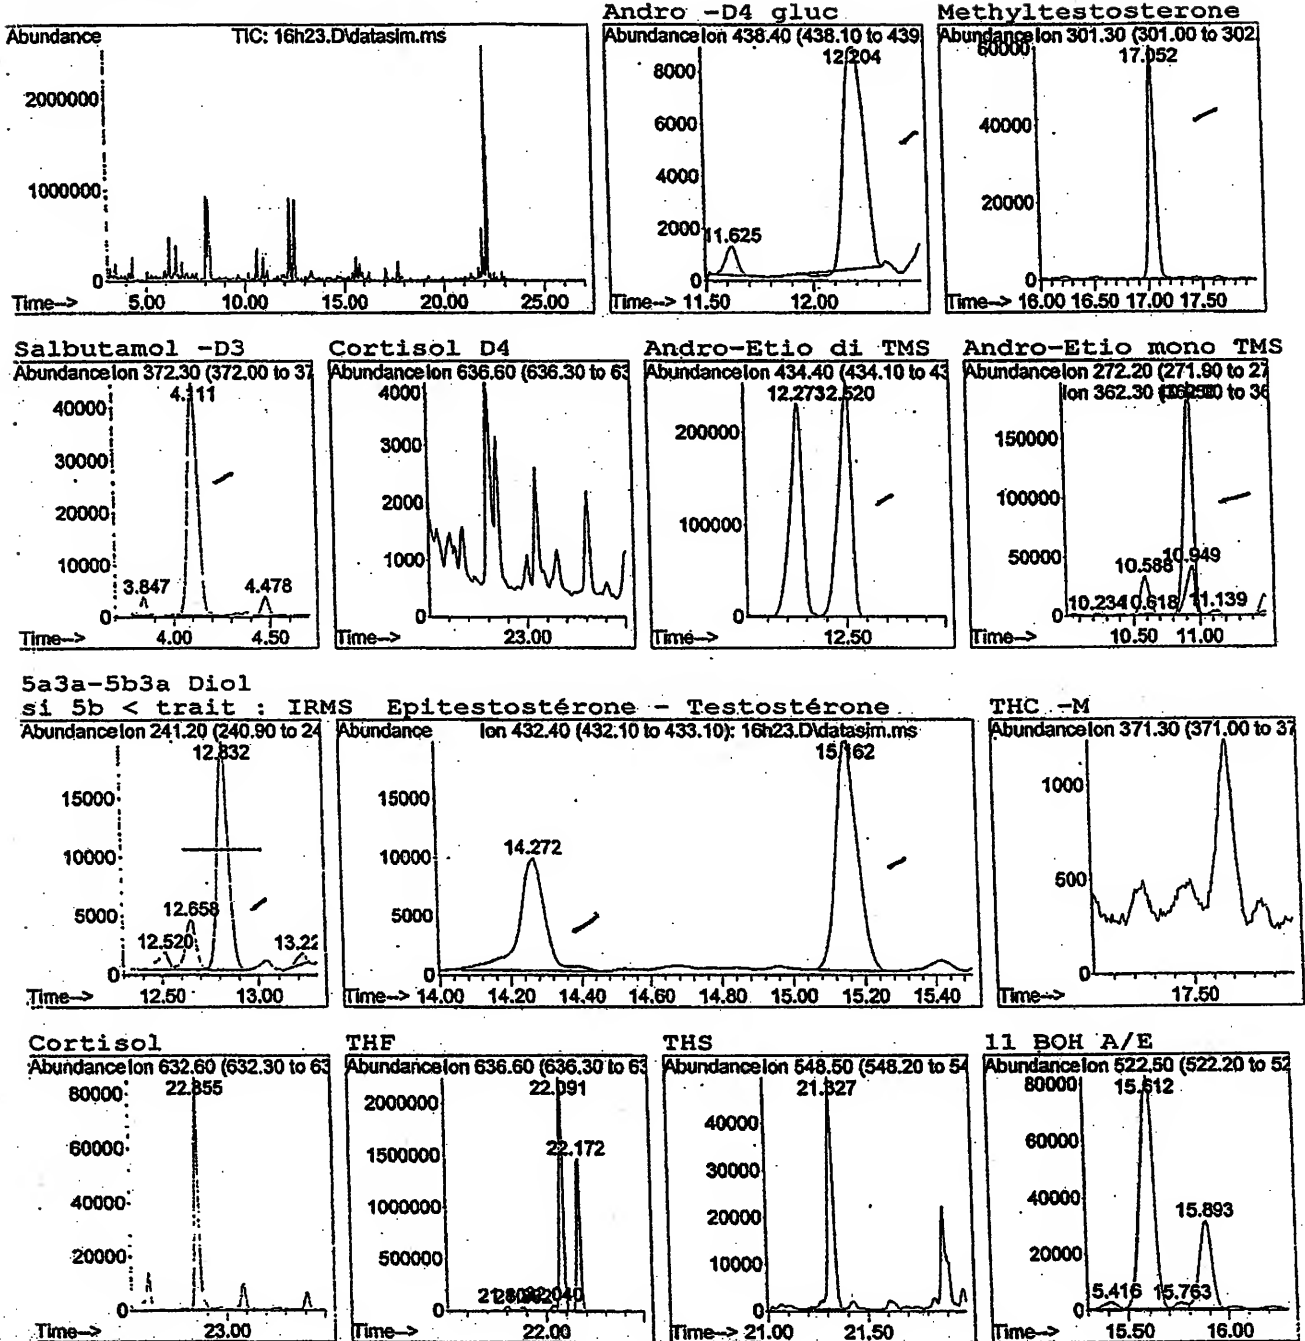 Andro -D4 gluc
Methyltestosterone
Abundance
TIC: 16h23.D\datasim.ms
2000000
1000000
0
Time-->
5.00 10.00 15.00 20.00 25.00
Abundance Ion 438.40 (438.10 to 439
12.204
8000
6000
4000
2000
11.625
0
11.50 12.00
Time-->
Abundance Ion 301.30 (301.00 to 302
60000
17.052
40000
20000
0
Time--> 16.00 16.50 17.00 17.50
Salbutamol -D3
Cortisol D4
Andro-Etio di TMS
Andro-Etio mono TMS
Abundance Ion 372.30 (372.00 to 37
4.111
40000
30000
20000
10000
3.847
4.478
0
4.00 4.50
Time-->
Abundance Ion 636.60 (636.30 to 63
4000
3000
2000
1000
0
Time-->
23.00
Abundance Ion 434.40 (434.10 to 43
12.273 12.520
200000
100000
0
Time-->
12.50
Abundance Ion 272.20 (271.90 to 27
Ion 362.30 to 36
150000
100000
50000
10.588
10.949
10.234 10.618 11.139
0
10.50 11.00
Time-->
5a3a-5b3a Diol
si 5b < trait : IRMS
Epitestostérone - Testostérone
THC -M
Abundance Ion 241.20 (240.90 to 24
12.832
15000
10000
5000
12.658
12.520
13.22
0
12.50 13.00
Time-->
Abundance
Ion 432.40 (432.10 to 433.10): 16h23.D\datasim.ms
15.162
15000
14.272
10000
5000
0
Time--> 14.00 14.20 14.40 14.60 14.80 15.00 15.20 15.40
Abundance Ion 371.30 (371.00 to 37
1000
500
0
Time-->
17.50
Cortisol
THF
THS
11 BOH A/E
Abundance Ion 632.60 (632.30 to 63
22.855
80000
60000
40000
20000
0
Time-->
23.00
Abundance Ion 636.60 (636.30 to 63
22.091
2000000
22.172
1500000
1000000
500000
0
Time-->
22.00
Abundance Ion 548.50 (548.20 to 54
21.327
40000
30000
20000
10000
0
21.00 21.50
Time-->
Abundance Ion 522.50 (522.20 to 52
80000
15.612
60000
40000
15.893
20000
5.416 15.763
0
15.50 16.00
Time-->